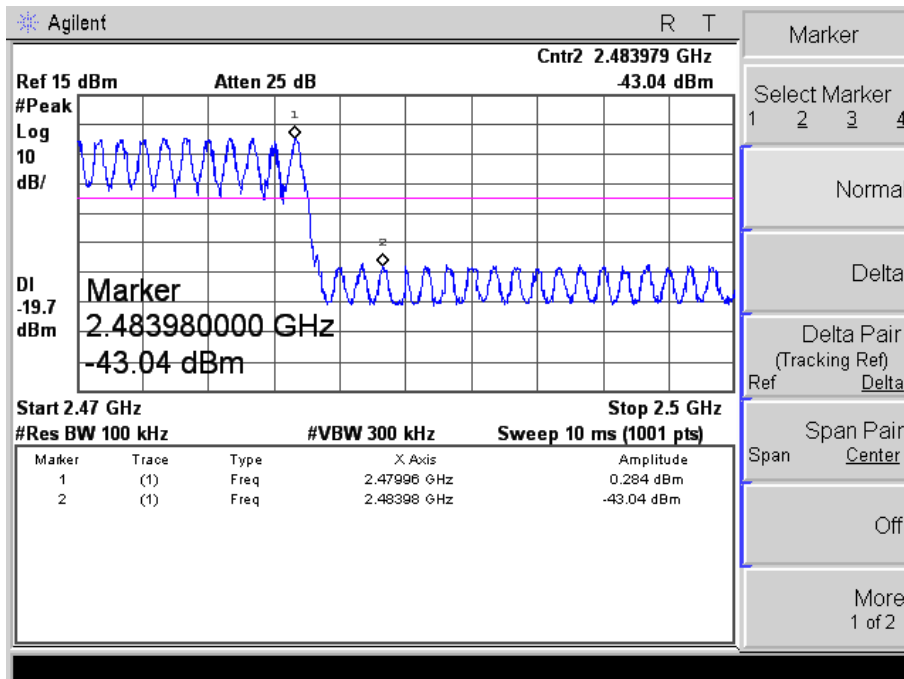 Agilent R T
Cntr2 2.483979 GHz
Ref 15 dBm Atten 25 dB -43.04 dBm
#Peak
Log
10
dB/
1
2
DI
-19.7
dBm
Marker
2.483980000 GHz
-43.04 dBm
Start 2.47 GHz Stop 2.5 GHz
#Res BW 100 kHz #VBW 300 kHz Sweep 10 ms (1001 pts)
Marker Trace Type X Axis Amplitude
1 (1) Freq 2.47996 GHz 0.284 dBm
2 (1) Freq 2.48398 GHz -43.04 dBm
Marker
Select Marker
1 2 3 4
Normal
Delta
Delta Pair
(Tracking Ref)
Ref Delta
Span Pair
Span Center
Off
More
1 of 2